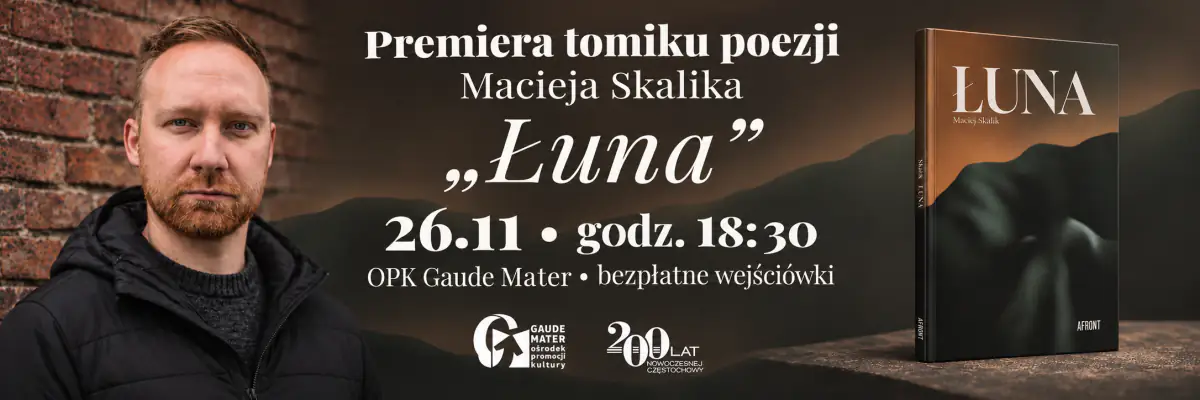 Premiera tomiku poezji
Macieja Skalika
„Łuna”
26.11 • godz. 18:30
OPK Gaude Mater • bezpłatne wejściówki
GAUDE
MATER
ośrodek
promocji
kultury
200 LAT
NOWOCZESNEJ
CZĘSTOCHOWY
ŁUNA
Maciej Skalik
Skalik ŁUNA
AFRONT
AFRONT